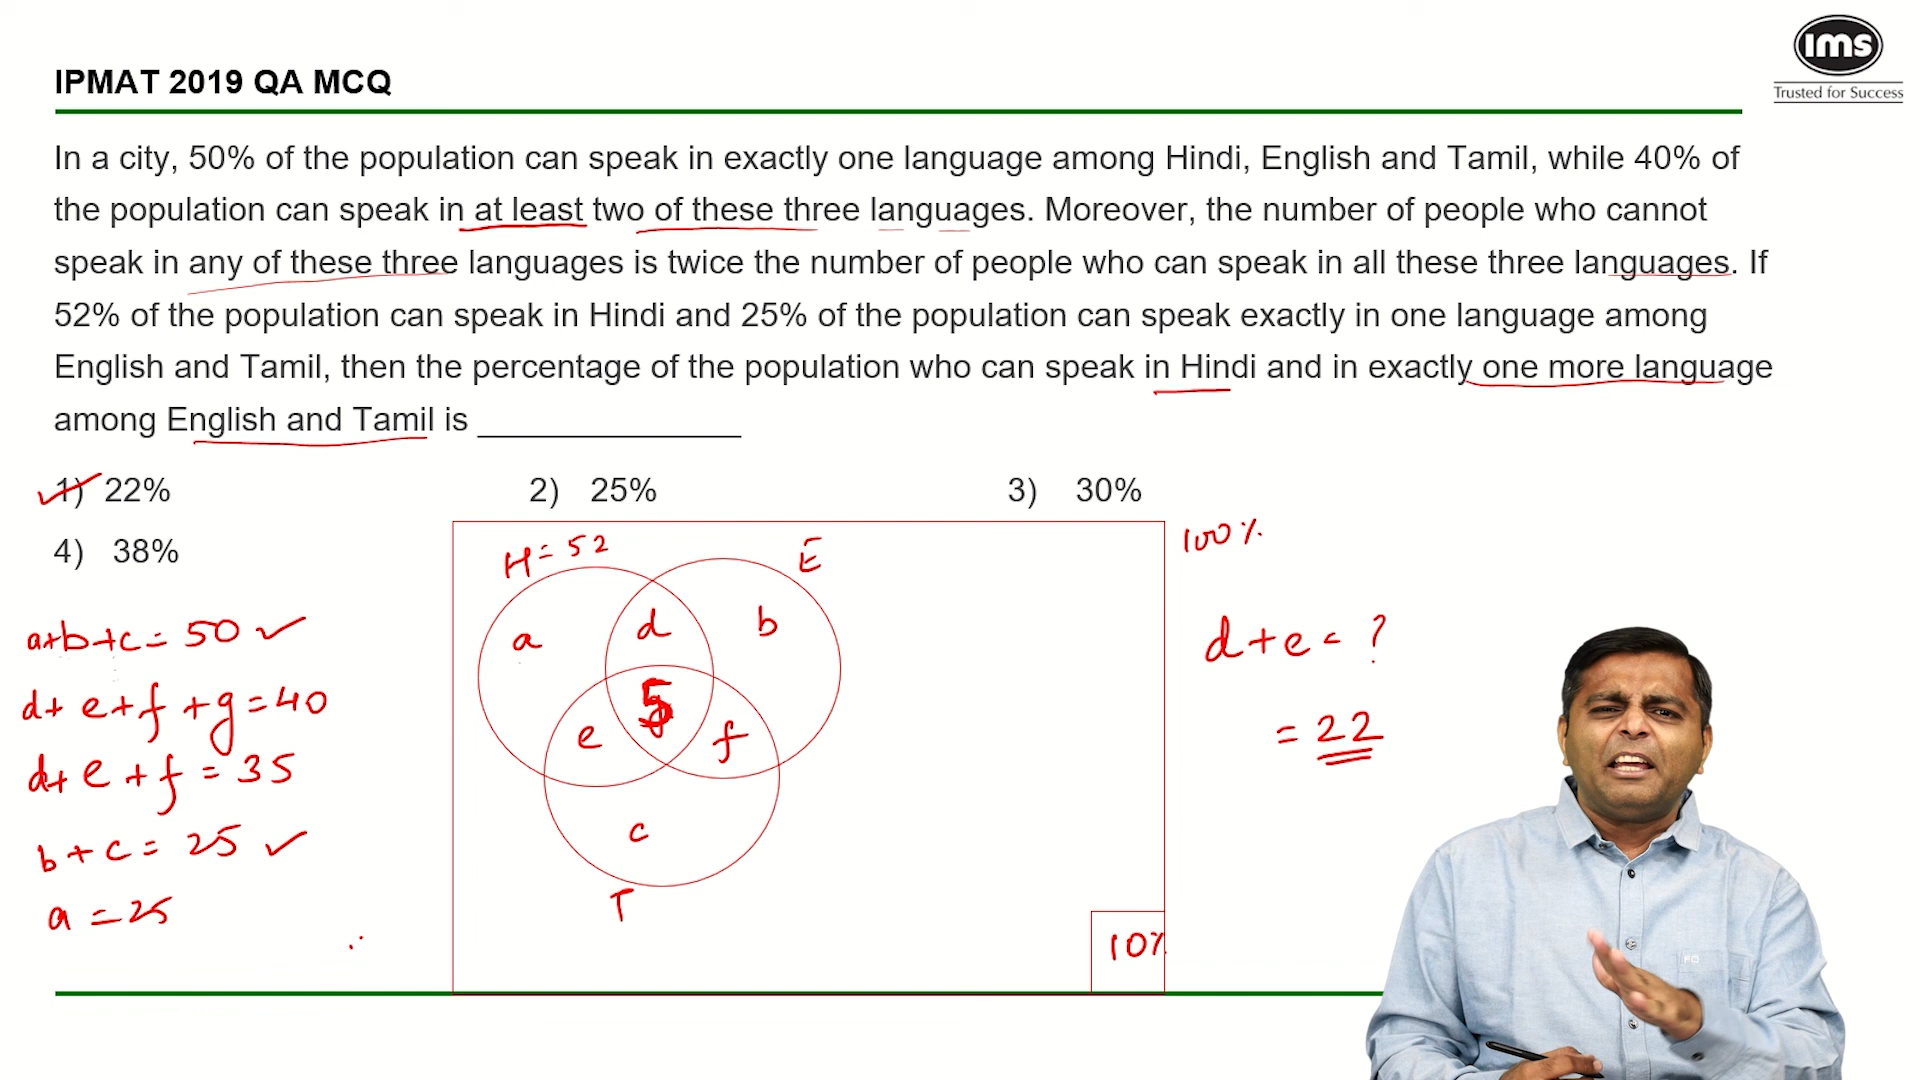 ims
Trusted for Success
IPMAT 2019 QA MCQ
In a city, 50% of the population can speak in exactly one language among Hindi, English and Tamil, while 40% of
the population can speak in at least two of these three languages. Moreover, the number of people who cannot
speak in any of these three languages is twice the number of people who can speak in all these three languages. If
52% of the population can speak in Hindi and 25% of the population can speak exactly in one language among
English and Tamil, then the percentage of the population who can speak in Hindi and in exactly one more language
among English and Tamil is ______________
1) 22% 2) 25% 3) 30%
4) 38%
100%
H = 52 E
a d b
5
e f
c
T
10%
a+b+c = 50
d+e+f+g=40
d+e+f = 35
b+c = 25
a = 25
d+e = ?
= 22